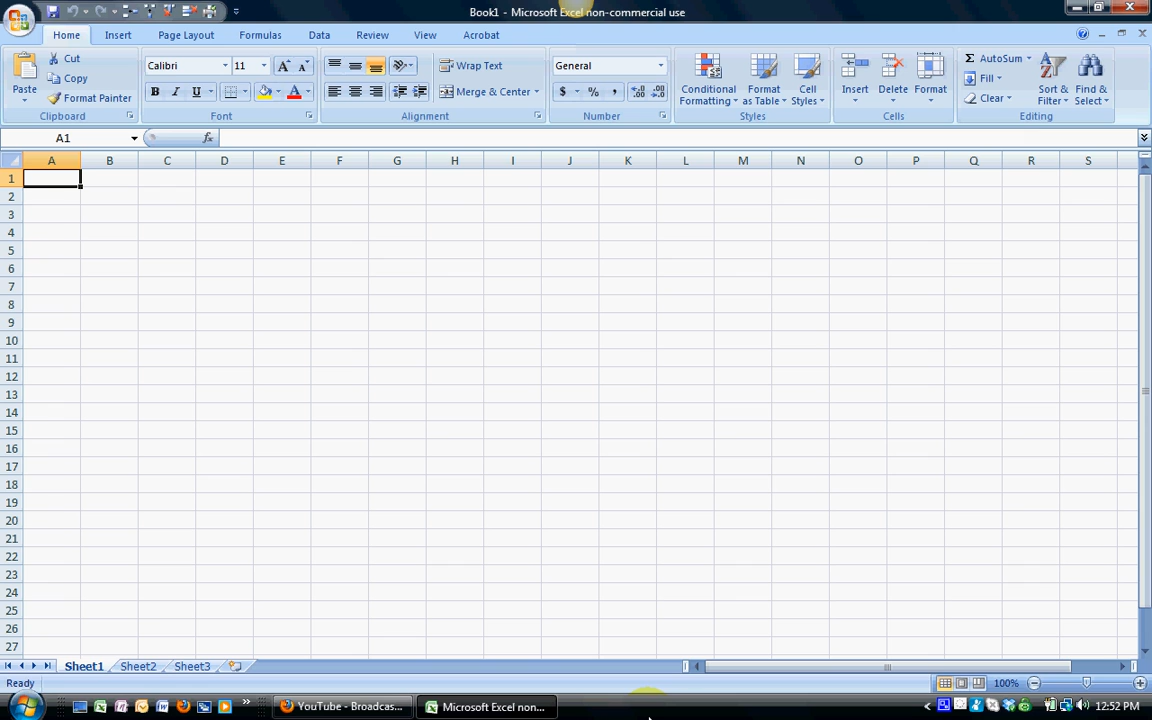 Book1 - Microsoft Excel non-commercial use
Home Insert Page Layout Formulas Data Review View Acrobat
Paste
Cut
Copy
Format Painter
Clipboard
Calibri 11
B I U A
Font
Wrap Text
Merge & Center
Alignment
General
$ % ,
Number
Conditional Formatting
Format as Table
Cell Styles
Styles
Insert Delete Format
Cells
AutoSum
Fill
Clear
Sort & Filter
Find & Select
Editing
A1 fx
A B C D E F G H I J K L M N O P Q R S
1
2
3
4
5
6
7
8
9
10
11
12
13
14
15
16
17
18
19
20
21
22
23
24
25
26
27
Sheet1 Sheet2 Sheet3
Ready 100%
YouTube - Broadcas... Microsoft Excel non... 12:52 PM